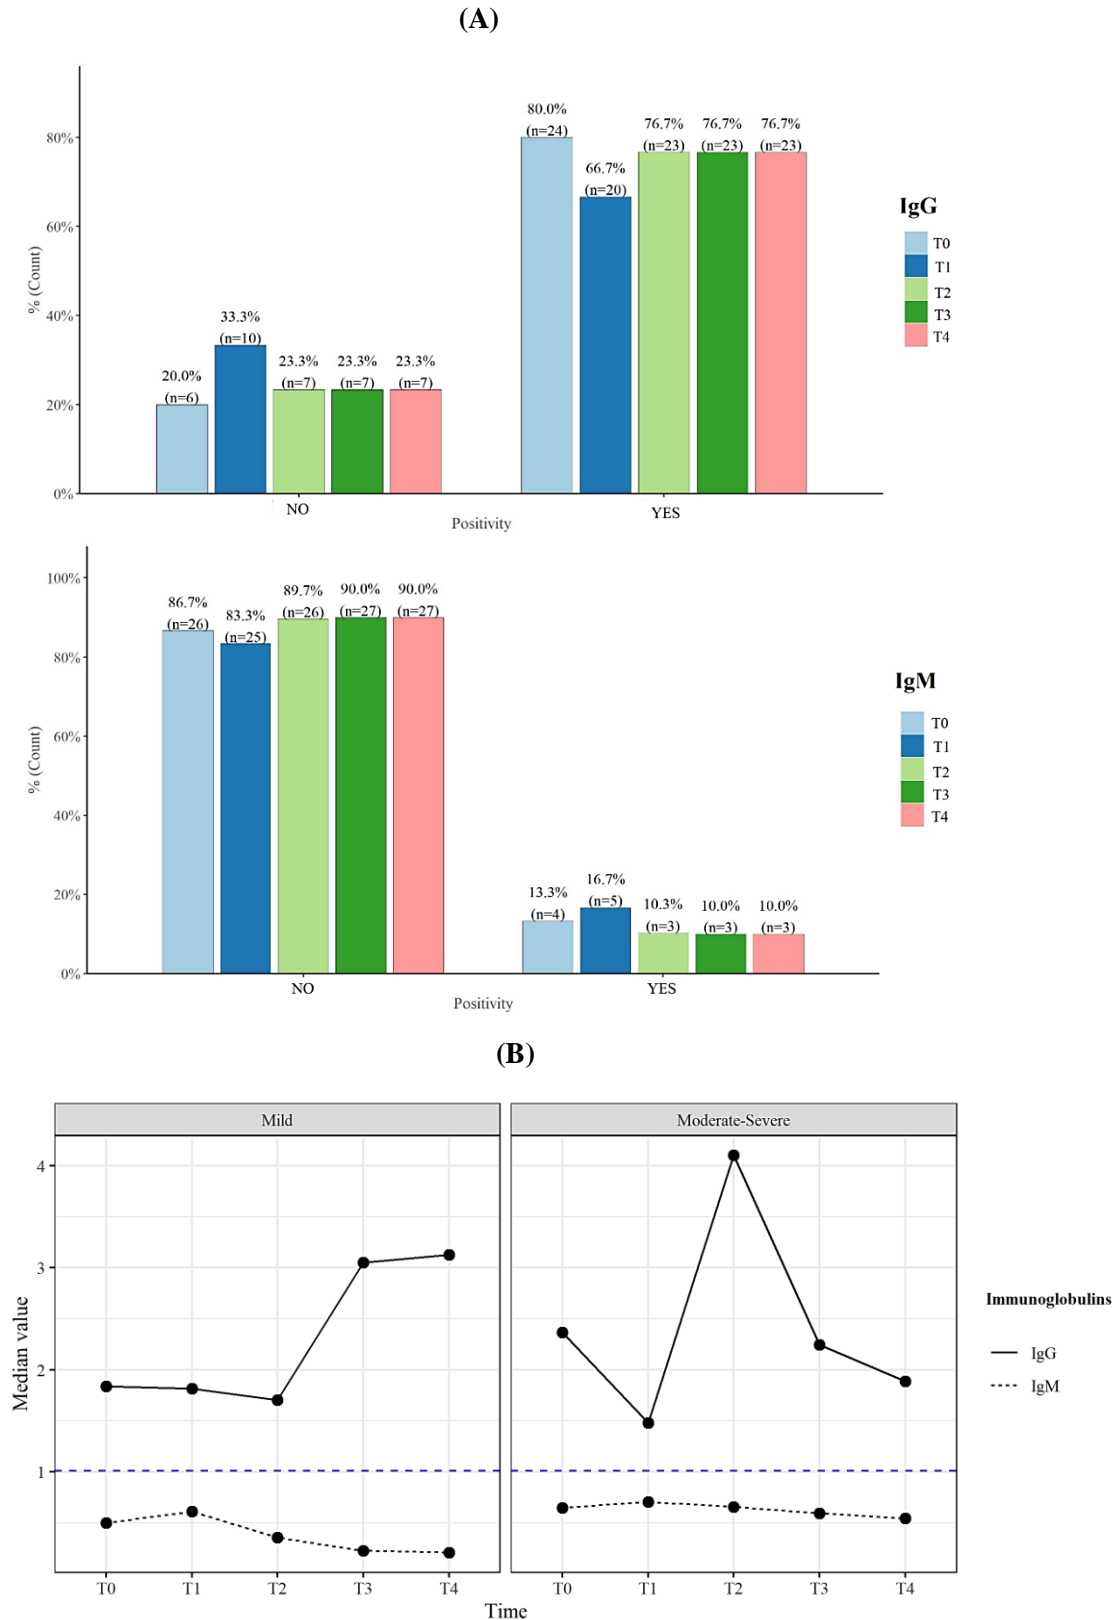 (A)
80.0%
(n=24)
76.7%
(n=23)
76.7%
(n=23)
76.7%
(n=23)
66.7%
(n=20)
33.3%
(n=10)
20.0%
(n=6)
23.3%
(n=7)
23.3%
(n=7)
23.3%
(n=7)
80%
60%
40%
20%
0%
% (Count)
NO
YES
Positivity
IgG
T0
T1
T2
T3
T4
100%
80%
60%
40%
20%
0%
% (Count)
86.7%
(n=26)
83.3%
(n=25)
89.7%
(n=26)
90.0%
(n=27)
90.0%
(n=27)
13.3%
(n=4)
16.7%
(n=5)
10.3%
(n=3)
10.0%
(n=3)
10.0%
(n=3)
NO
YES
Positivity
IgM
T0
T1
T2
T3
T4
(B)
Mild
Moderate-Severe
4
3
2
1
Median value
T0 T1 T2 T3 T4
T0 T1 T2 T3 T4
Time
Immunoglobulins
IgG
IgM